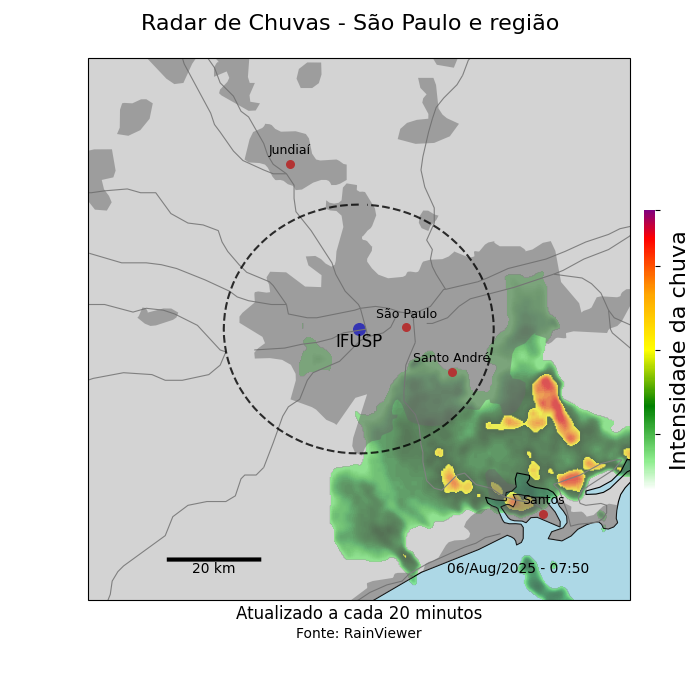 Radar de Chuvas - São Paulo e região
Jundiaí
São Paulo
IFUSP
Santo André
Santos
20 km
06/Aug/2025 - 07:50
Intensidade da chuva
Atualizado a cada 20 minutos
Fonte: RainViewer